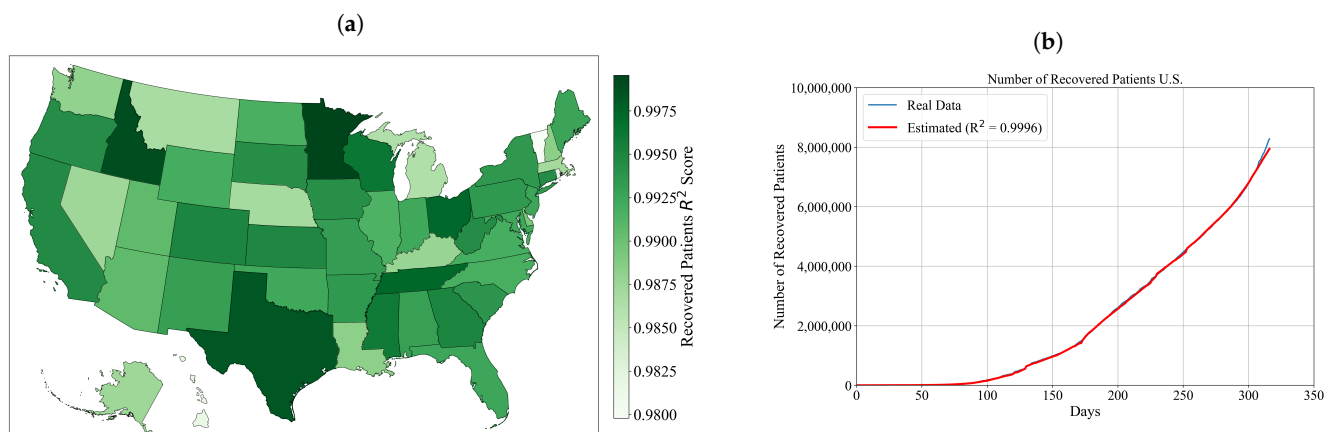 (a)
0.9975
0.9950
0.9925
0.9900
0.9875
0.9850
0.9825
0.9800
Recovered Patients R² Score
(b)
Number of Recovered Patients U.S.
Real Data
Estimated (R² = 0.9996)
10,000,000
8,000,000
6,000,000
4,000,000
2,000,000
0
Number of Recovered Patients
0 50 100 150 200 250 300 350
Days